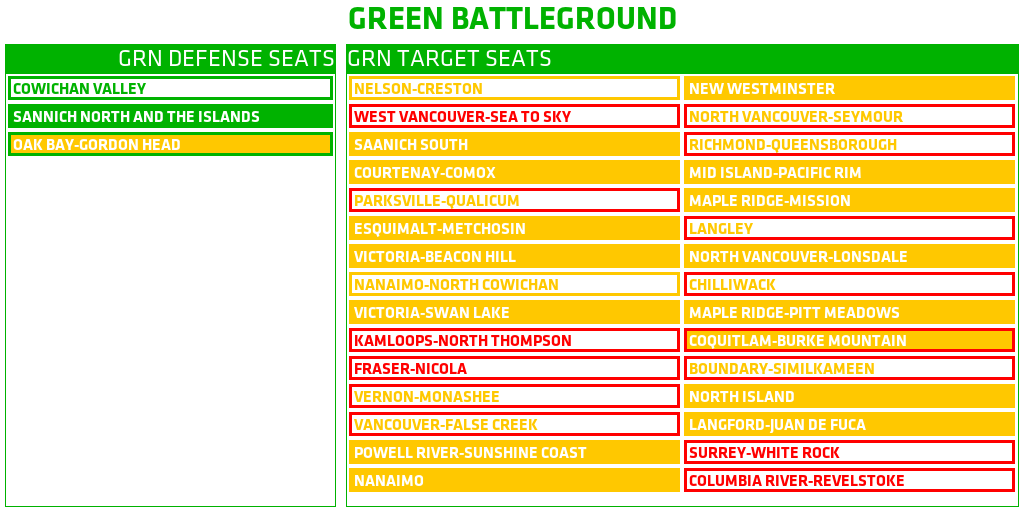 GREEN BATTLEGROUND
GRN DEFENSE SEATS
COWICHAN VALLEY
SANNICH NORTH AND THE ISLANDS
OAK BAY-GORDON HEAD
GRN TARGET SEATS
NELSON-CRESTON
WEST VANCOUVER-SEA TO SKY
SAANICH SOUTH
COURTENAY-COMOX
PARKSVILLE-QUALICUM
ESQUIMALT-METCHOSIN
VICTORIA-BEACON HILL
NANAIMO-NORTH COWICHAN
VICTORIA-SWAN LAKE
KAMLOOPS-NORTH THOMPSON
FRASER-NICOLA
VERNON-MONASHEE
VANCOUVER-FALSE CREEK
POWELL RIVER-SUNSHINE COAST
NANAIMO
NEW WESTMINSTER
NORTH VANCOUVER-SEYMOUR
RICHMOND-QUEENSBOROUGH
MID ISLAND-PACIFIC RIM
MAPLE RIDGE-MISSION
LANGLEY
NORTH VANCOUVER-LONSDALE
CHILLIWACK
MAPLE RIDGE-PITT MEADOWS
COQUITLAM-BURKE MOUNTAIN
BOUNDARY-SIMILKAMEEN
NORTH ISLAND
LANGFORD-JUAN DE FUCA
SURREY-WHITE ROCK
COLUMBIA RIVER-REVELSTOKE